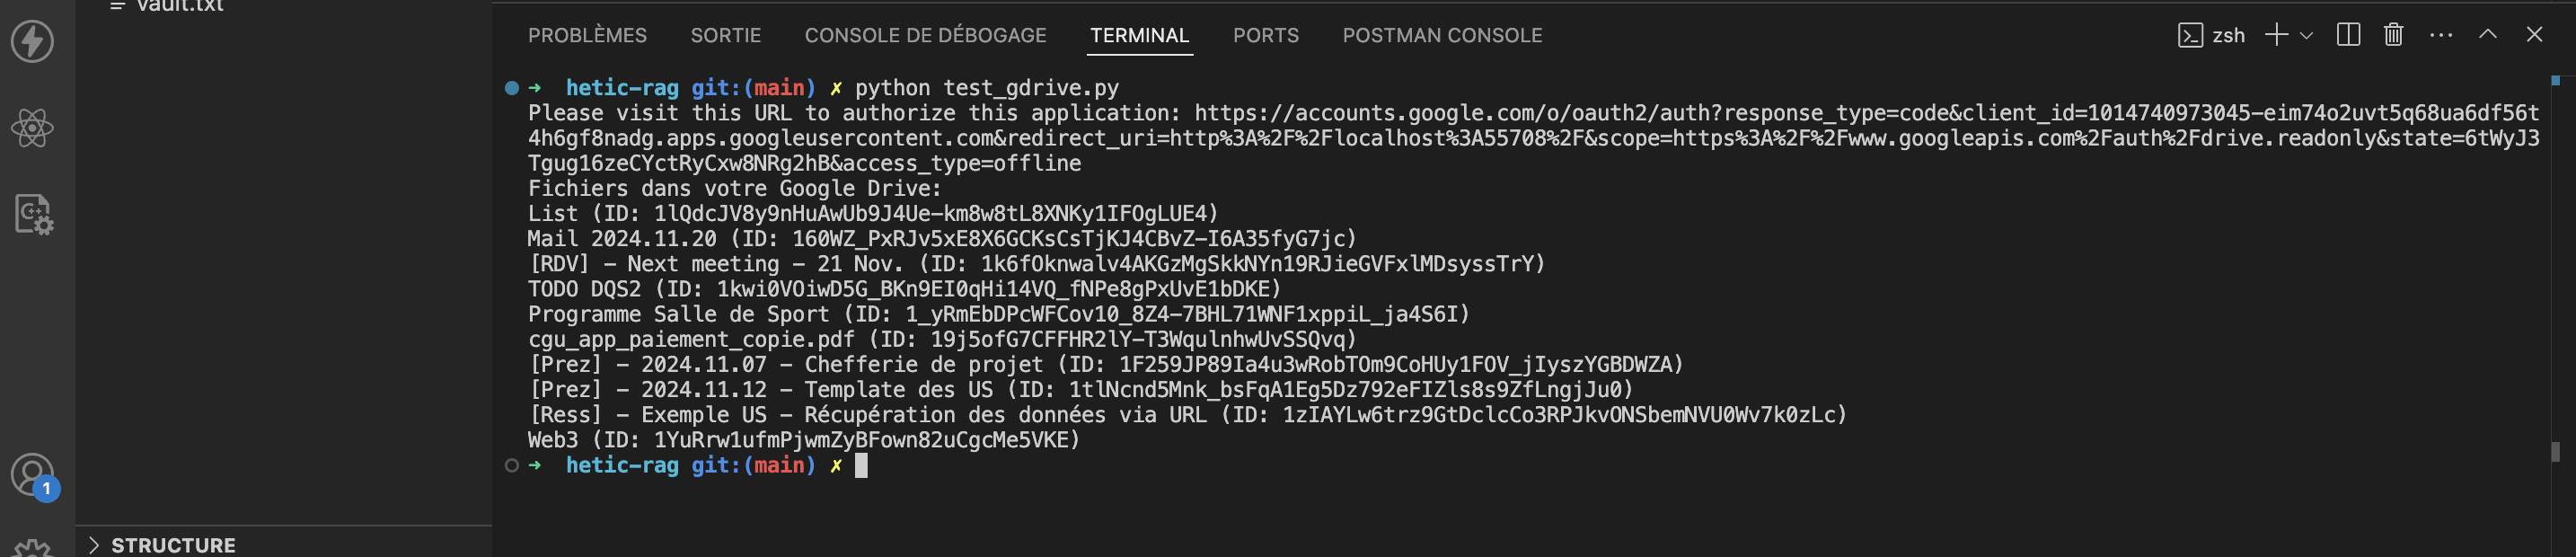 vault.txt
PROBLÈMES SORTIE CONSOLE DE DÉBOGAGE TERMINAL PORTS POSTMAN CONSOLE zsh
➜ hetic-rag git:(main) ✗ python test_gdrive.py
Please visit this URL to authorize this application: https://accounts.google.com/o/oauth2/auth?response_type=code&client_id=1014740973045-eim74o2uvt5q68ua6df56t
4h6gf8nadg.apps.googleusercontent.com&redirect_uri=http%3A%2F%2Flocalhost%3A55708%2F&scope=https%3A%2F%2Fwww.googleapis.com%2Fauth%2Fdrive.readonly&state=6tWyJ3
Tgug16zeCYctRyCxw8NRg2hB&access_type=offline
Fichiers dans votre Google Drive:
List (ID: 1lQdcJV8y9nHuAwUb9J4Ue-km8w8tL8XNKy1IFOgLUE4)
Mail 2024.11.20 (ID: 160WZ_PxRJv5xE8X6GCKsCsTjKJ4CBvZ-I6A35fyG7jc)
[RDV] - Next meeting - 21 Nov. (ID: 1k6fOknwalv4AKGzMgSkkNYn19RJieGVFxlMDsyssTrY)
TODO DQS2 (ID: 1kwi0VOiwD5G_BKn9EI0qHi14VQ_fNPe8gPxUvE1bDKE)
Programme Salle de Sport (ID: 1_yRmEbDPcWFCov10_8Z4-7BHL71WNF1xppiL_ja4S6I)
cgu_app_paiement_copie.pdf (ID: 19j5ofG7CFFHR2lY-T3WqulnhwUvSSQvq)
[Prez] - 2024.11.07 - Chefferie de projet (ID: 1F259JP89Ia4u3wRobTOm9CoHUy1FOV_jIyszYGBDWZA)
[Prez] - 2024.11.12 - Template des US (ID: 1tlNcnd5Mnk_bsFqA1Eg5Dz792eFIZls8s9ZfLngjJu0)
[Ress] - Exemple US - Récupération des données via URL (ID: 1zIAYLw6trz9GtDclcCo3RPJkvONSbemNVU0Wv7k0zLc)
Web3 (ID: 1YuRrw1ufmPjwmZyBFown82uCgcMe5VKE)
➜ hetic-rag git:(main) ✗
1
STRUCTURE